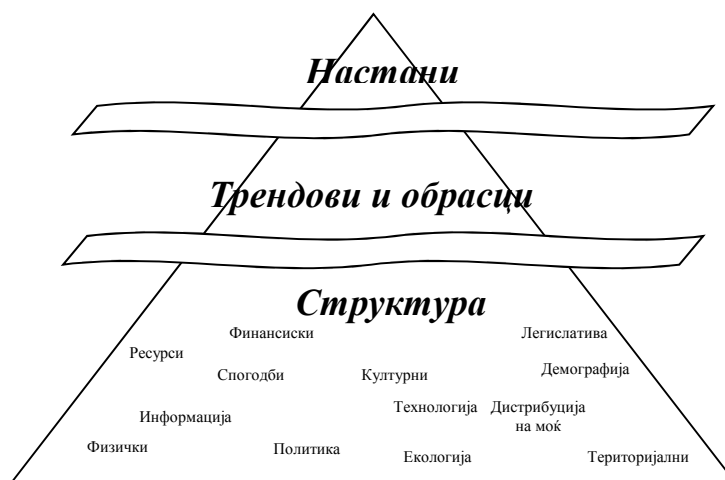 Настани
Трендови и обрасци
Структура
Финансиски
Легислатива
Ресурси
Спогодби
Културни
Демографија
Информација
Технологија
Дистрибуција
на моќ
Физички
Политика
Екологија
Територијални